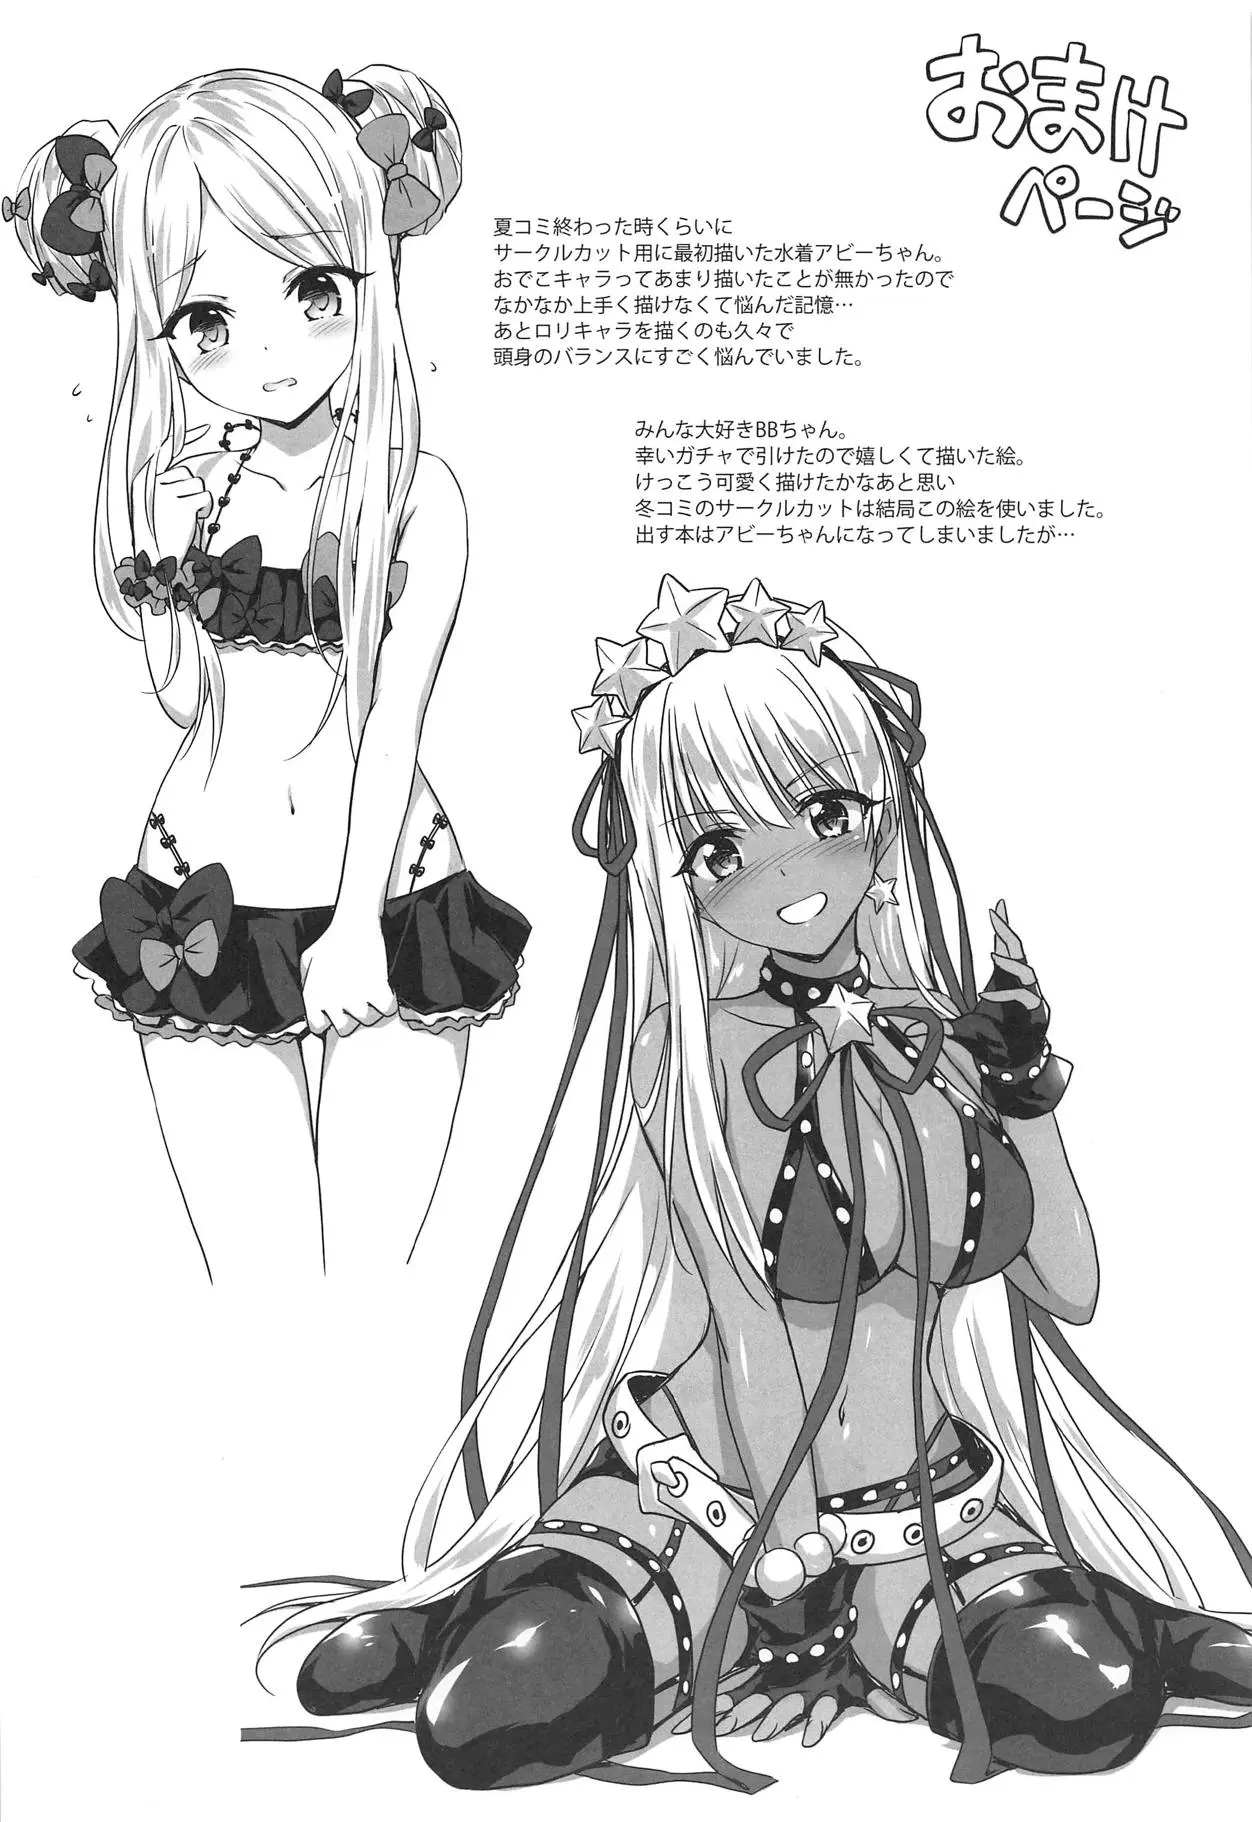 おまけ
ページ
夏コミ終わった時くらいに
サークルカット用に最初描いた水着アビーちゃん。
おでこキャラってあまり描いたことが無かったので
なかなか上手く描けなくて悩んだ記憶…
あとロリキャラを描くのも久々で
頭身のバランスにすごく悩んでいました。
みんな大好きBBちゃん。
幸いガチャで引けたので嬉しくて描いた絵。
けっこう可愛く描けたかなあと思い
冬コミのサークルカットは結局この絵を使いました。
出す本はアビーちゃんになってしまいましたが…